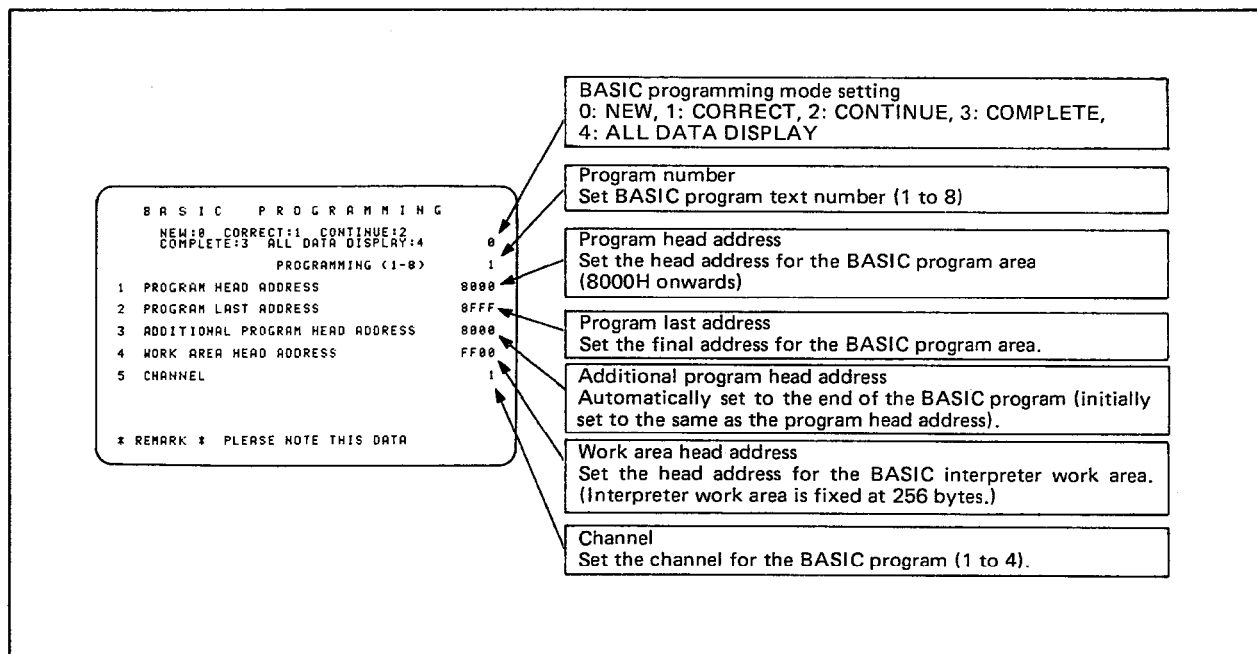 BASIC PROGRAMMING
NEW:0 CORRECT:1 CONTINUE:2
COMPLETE:3 ALL DATA DISPLAY:4 0
PROGRAMMING (1-8) 1
1 PROGRAM HEAD ADDRESS 8000
2 PROGRAM LAST ADDRESS 8FFF
3 ADDITIONAL PROGRAM HEAD ADDRESS 8000
4 WORK AREA HEAD ADDRESS FF00
5 CHANNEL 1
* REMARK * PLEASE NOTE THIS DATA
BASIC programming mode setting
0: NEW, 1: CORRECT, 2: CONTINUE, 3: COMPLETE,
4: ALL DATA DISPLAY
Program number
Set BASIC program text number (1 to 8)
Program head address
Set the head address for the BASIC program area
(8000H onwards)
Program last address
Set the final address for the BASIC program area.
Additional program head address
Automatically set to the end of the BASIC program (initially
set to the same as the program head address).
Work area head address
Set the head address for the BASIC interpreter work area.
(Interpreter work area is fixed at 256 bytes.)
Channel
Set the channel for the BASIC program (1 to 4).